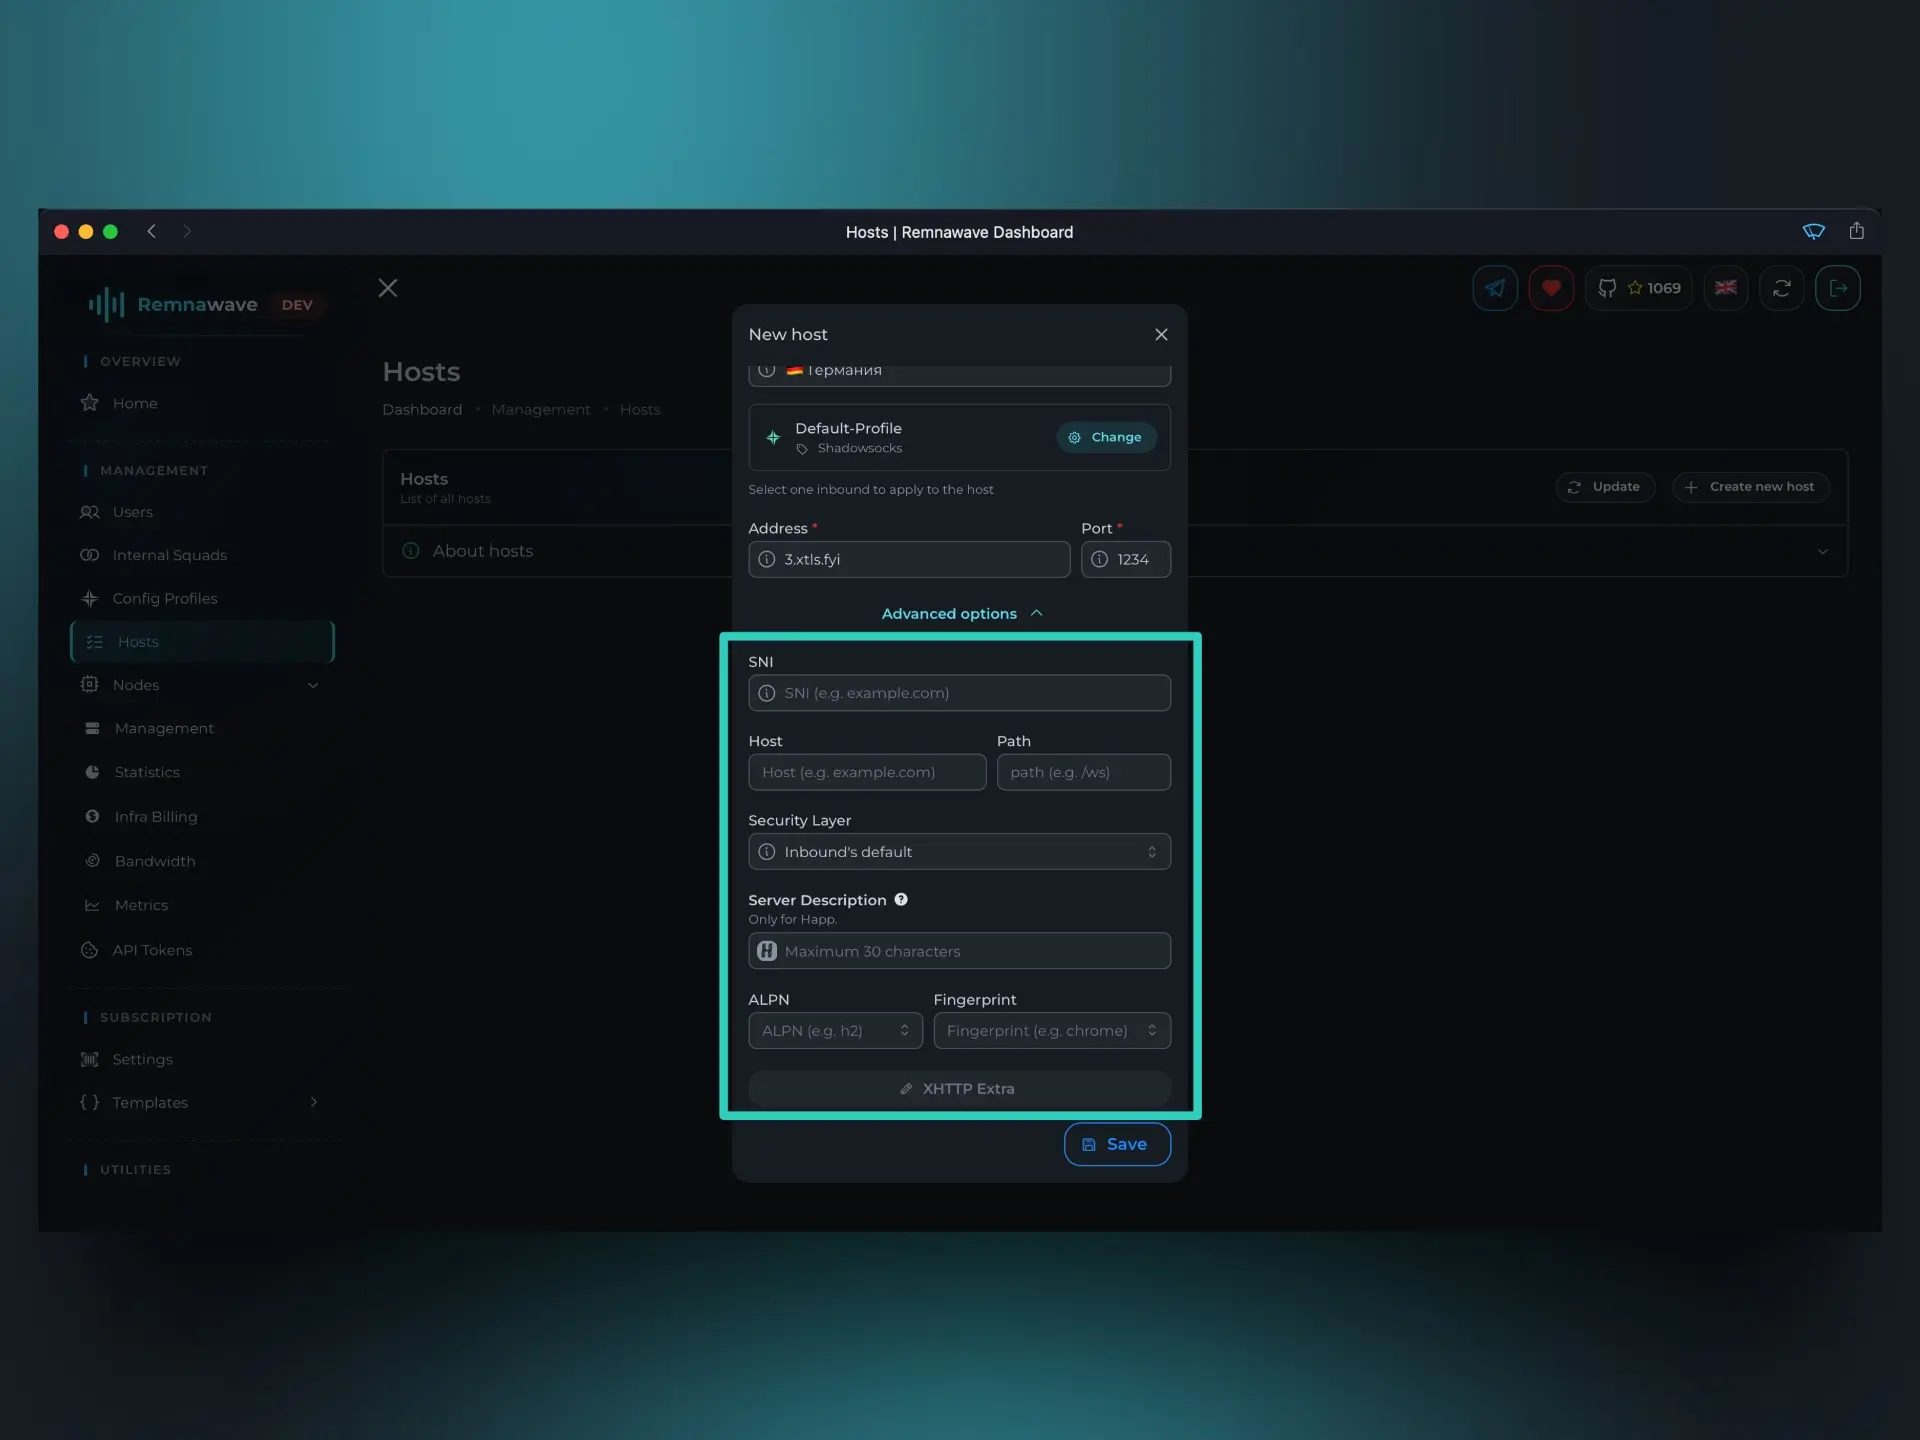 Hosts | Remnawave Dashboard
Remnawave DEV
1069
OVERVIEW
Home
MANAGEMENT
Users
Internal Squads
Config Profiles
Hosts
Nodes
Management
Statistics
Infra Billing
Bandwidth
Metrics
API Tokens
SUBSCRIPTION
Settings
Templates
UTILITIES
Hosts
Dashboard • Management • Hosts
Hosts
List of all hosts
Update
Create new host
About hosts
New host
Германия
Default-Profile
Shadowsocks
Change
Select one inbound to apply to the host
Address * Port *
3.xtls.fyi 1234
Advanced options
SNI
SNI (e.g. example.com)
Host Path
Host (e.g. example.com) path (e.g. /ws)
Security Layer
Inbound's default
Server Description
Only for Happ.
Maximum 30 characters
ALPN Fingerprint
ALPN (e.g. h2) Fingerprint (e.g. chrome)
XHTTP Extra
Save